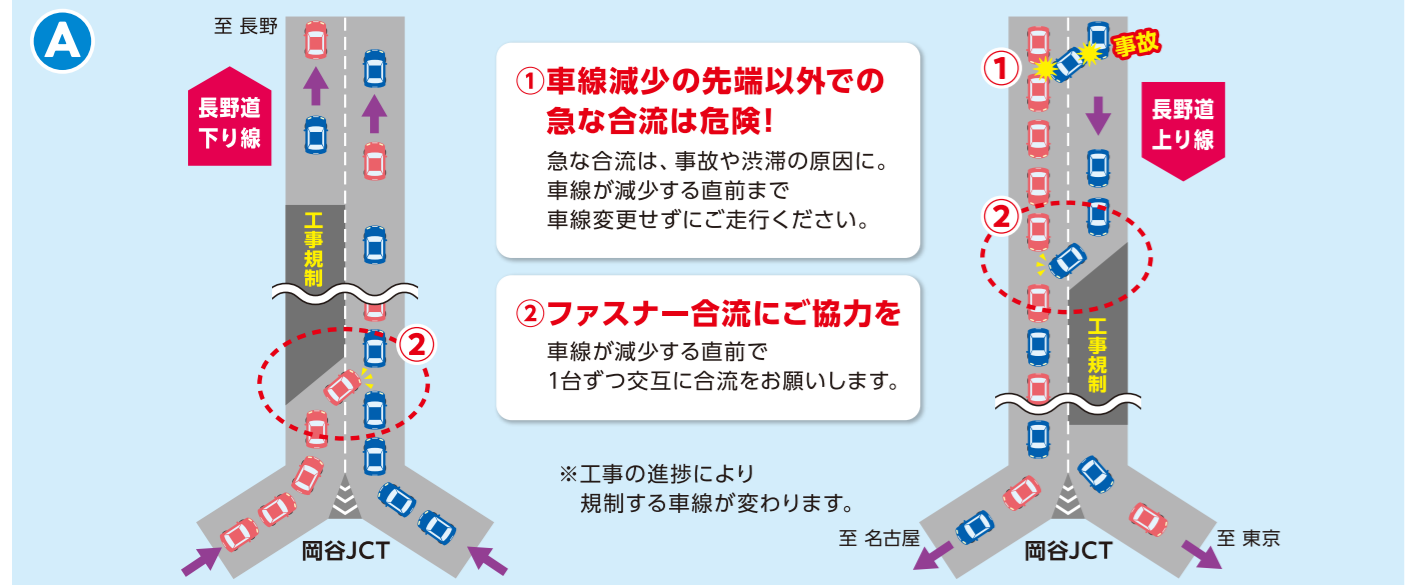 A
至 長野
長野道
下り線
工事規制
②
岡谷JCT
①車線減少の先端以外での
急な合流は危険!
急な合流は、事故や渋滞の原因に。
車線が減少する直前まで
車線変更せずにご走行ください。
②ファスナー合流にご協力を
車線が減少する直前で
1台ずつ交互に合流をお願いします。
※工事の進捗により
規制する車線が変わります。
①
事故
長野道
上り線
②
工事規制
至 名古屋
岡谷JCT
至 東京